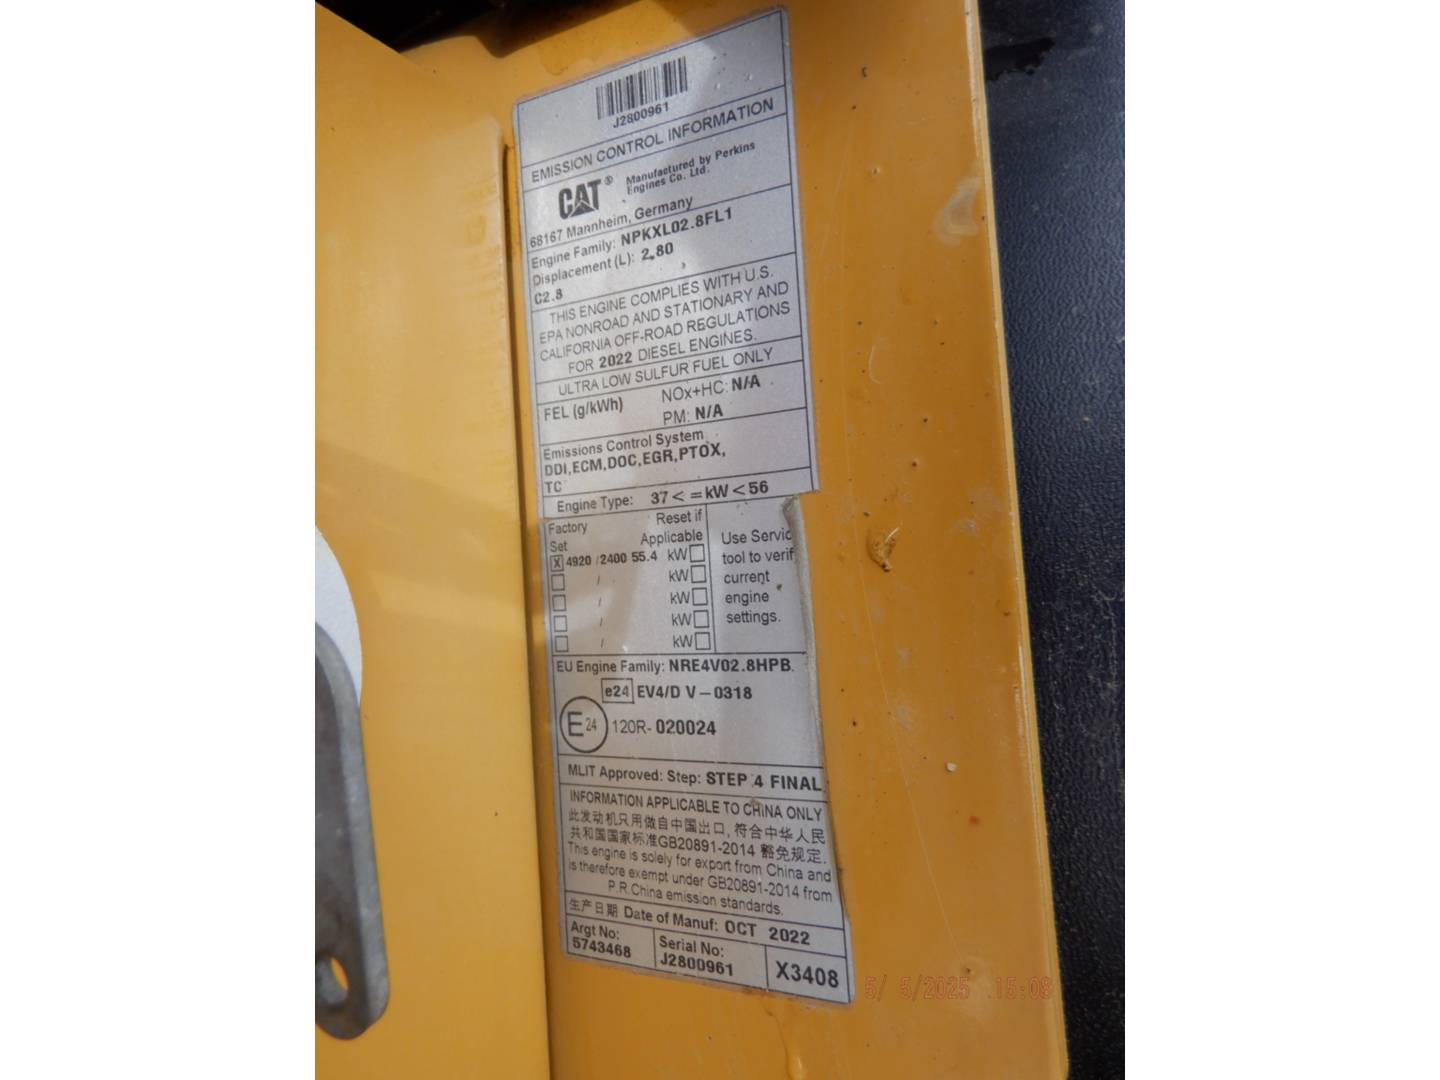 J2800961
EMISSION CONTROL INFORMATION
CAT® Manufactured by Perkins
Engines Co. Ltd.
68167 Mannheim, Germany
Engine Family: NPKXL02.8FL1
Displacement (L): 2.80
C2.8
THIS ENGINE COMPLIES WITH U.S.
EPA NONROAD AND STATIONARY AND
CALIFORNIA OFF-ROAD REGULATIONS
FOR 2022 DIESEL ENGINES.
ULTRA LOW SULFUR FUEL ONLY
FEL (g/kWh) NOx+HC: N/A
PM: N/A
Emissions Control System
DDI,ECM,DOC,EGR,PTOX,
TC
Engine Type: 37<=kW<56
Factory Set
Reset if Applicable
X 4920 /2400 55.4 kW
/ kW
/ kW
/ kW
/ kW
Use Servic
tool to verif
current
engine
settings.
EU Engine Family: NRE4V02.8HPB
e24 EV4/D V-0318
E24 120R-020024
MLIT Approved: Step: STEP 4 FINAL
INFORMATION APPLICABLE TO CHINA ONLY
此发动机只用做自中国出口, 符合中华人民
共和国国家标准GB20891-2014 豁免规定.
This engine is solely for export from China and
is therefore exempt under GB20891-2014 from
P.R.China emission standards.
生产日期 Date of Manuf: OCT 2022
Argt No:
5743468
Serial No:
J2800961
X3408
5/ 5/2025 15:08